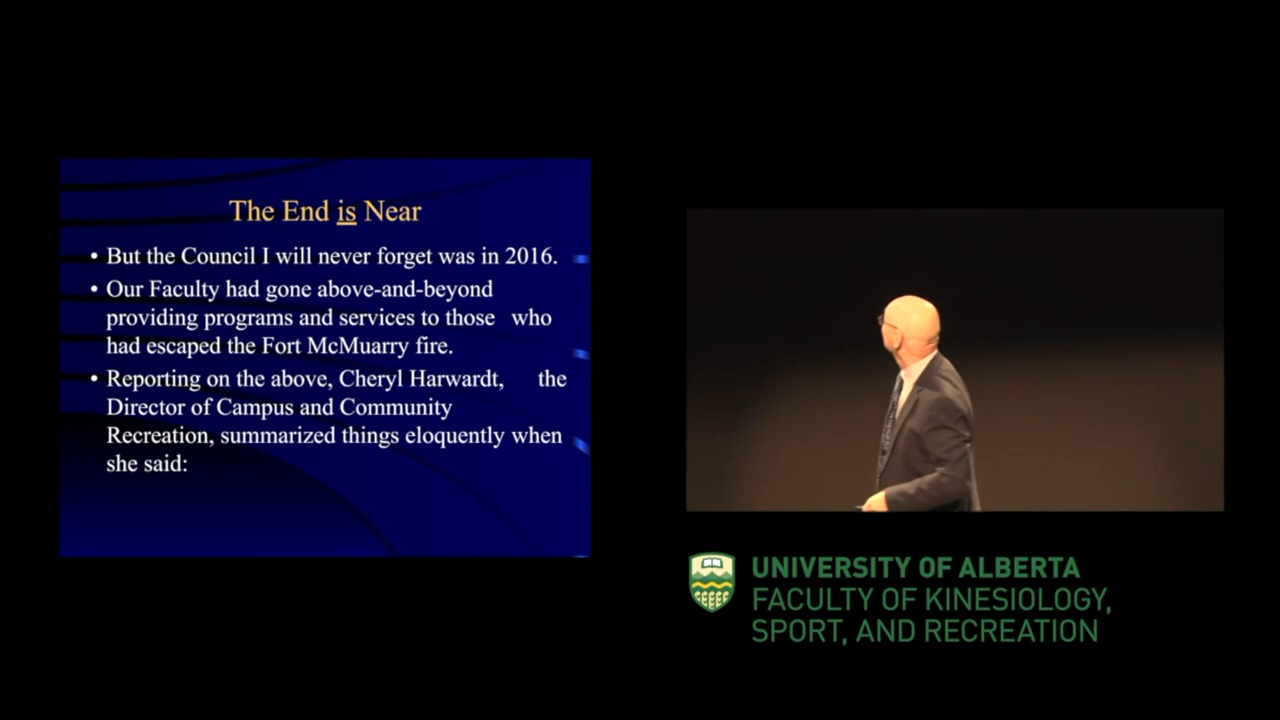 The End is Near
• But the Council I will never forget was in 2016.
• Our Faculty had gone above-and-beyond
providing programs and services to those who
had escaped the Fort McMuarry fire.
• Reporting on the above, Cheryl Harwardt, the
Director of Campus and Community
Recreation, summarized things eloquently when
she said:
UNIVERSITY OF ALBERTA
FACULTY OF KINESIOLOGY,
SPORT, AND RECREATION